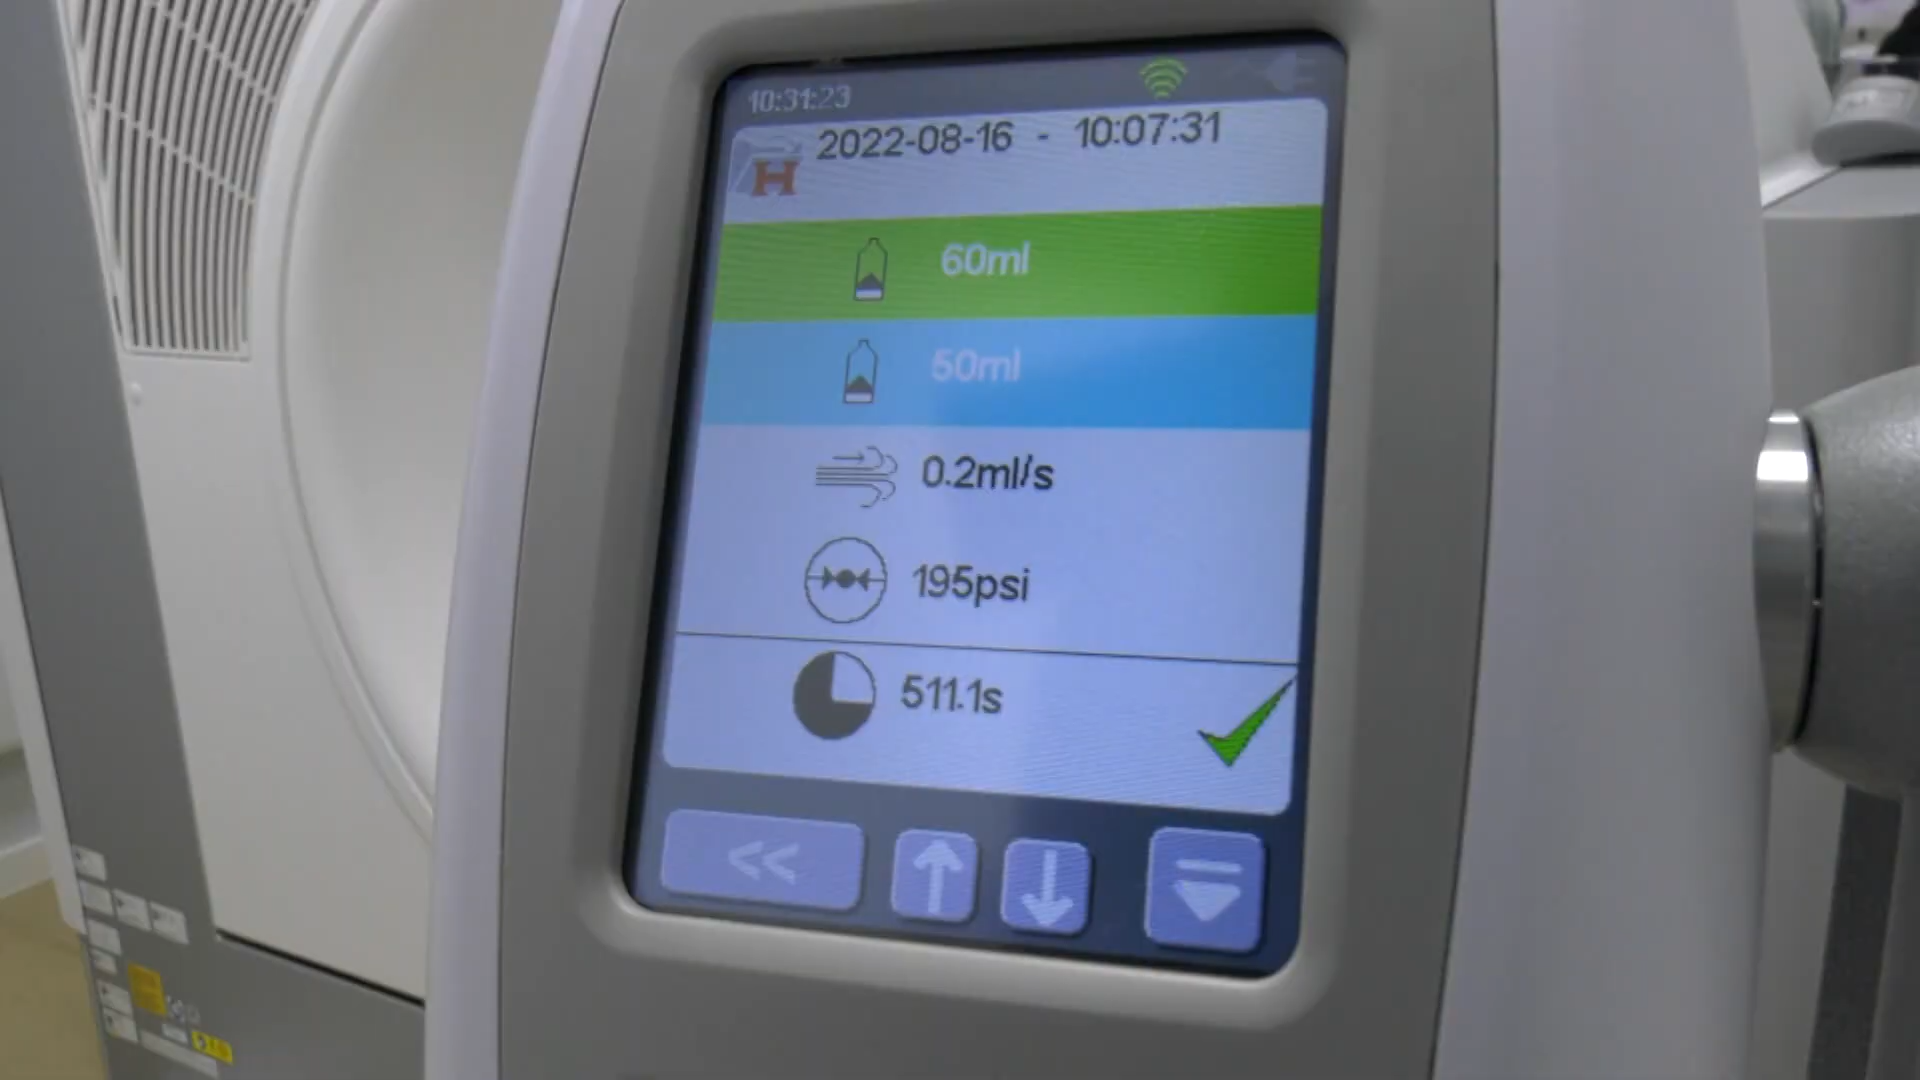 10:31:23
2022-08-16 - 10:07:31
H
60ml
50ml
0.2ml/s
195psi
511.1s
<<